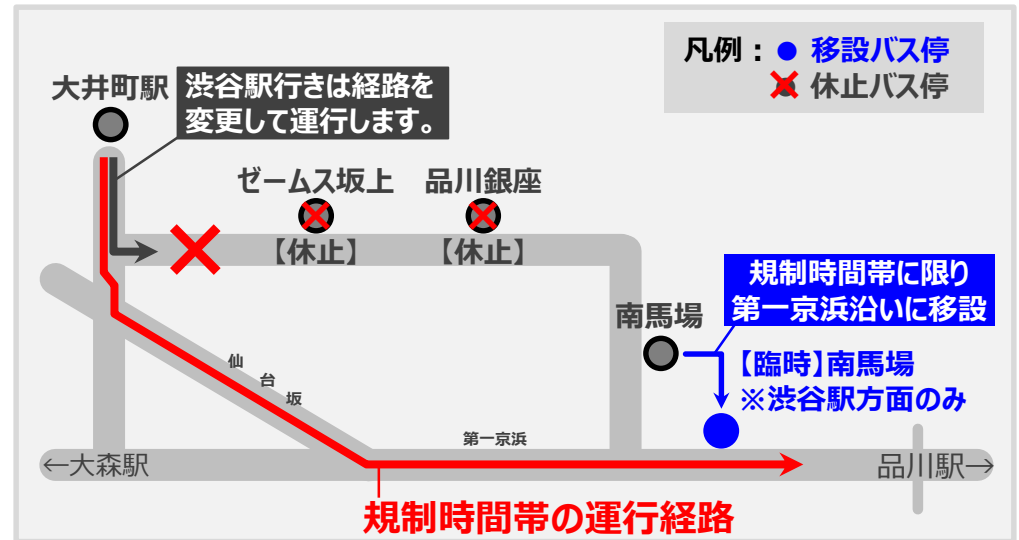 凡例：● 移設バス停
休止バス停
大井町駅
渋谷駅行きは経路を
変更して運行します。
ゼームス坂上
品川銀座
【休止】
【休止】
規制時間帯に限り
第一京浜沿いに移設
南馬場
【臨時】南馬場
※渋谷駅方面のみ
仙台坂
第一京浜
←大森駅
品川駅→
規制時間帯の運行経路